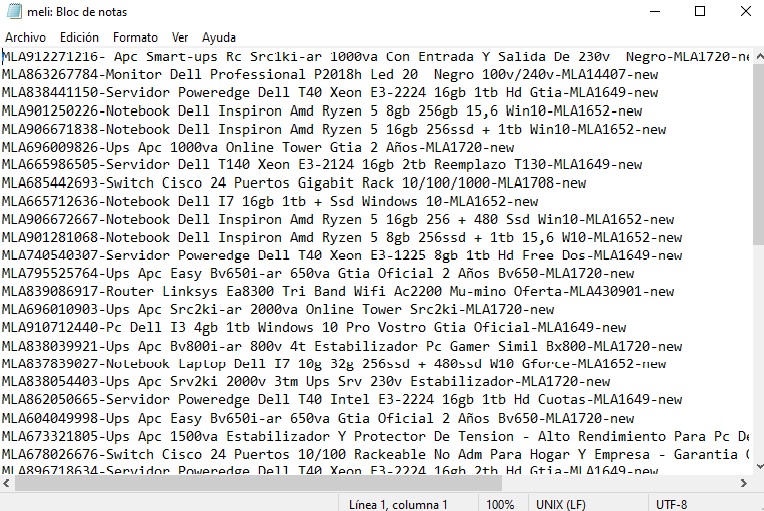 meli: Bloc de notas
Archivo Edición Formato Ver Ayuda
MLA912271216- Apc Smart-ups Rc Src1ki-ar 1000va Con Entrada Y Salida De 230v  Negro-MLA1720-ne
MLA863267784-Monitor Dell Professional P2018h Led 20  Negro 100v/240v-MLA14407-new
MLA838441150-Servidor Poweredge Dell T40 Xeon E3-2224 16gb 1tb Hd Gtia-MLA1649-new
MLA901250226-Notebook Dell Inspiron Amd Ryzen 5 8gb 256gb 15,6 Win10-MLA1652-new
MLA906671838-Notebook Dell Inspiron Amd Ryzen 5 16gb 256ssd + 1tb Win10-MLA1652-new
MLA696009826-Ups Apc 1000va Online Tower Gtia 2 Años-MLA1720-new
MLA665986505-Servidor Dell T140 Xeon E3-2124 16gb 2tb Reemplazo T130-MLA1649-new
MLA685442693-Switch Cisco 24 Puertos Gigabit Rack 10/100/1000-MLA1708-new
MLA665712636-Notebook Dell I7 16gb 1tb + Ssd Windows 10-MLA1652-new
MLA906672667-Notebook Dell Inspiron Amd Ryzen 5 16gb 256 + 480 Ssd Win10-MLA1652-new
MLA901281068-Notebook Dell Inspiron Amd Ryzen 5 8gb 256ssd + 1tb 15,6 W10-MLA1652-new
MLA740540307-Servidor Poweredge Dell T40 Xeon E3-1225 8gb 1tb Hd Free Dos-MLA1649-new
MLA795525764-Ups Apc Easy Bv650i-ar 650va Gtia Oficial 2 Años Bv650-MLA1720-new
MLA839086917-Router Linksys Ea8300 Tri Band Wifi Ac2200 Mu-mino Oferta-MLA430901-new
MLA696010903-Ups Apc Src2ki-ar 2000va Online Tower Src2ki-MLA1720-new
MLA910712440-Pc Dell I3 4gb 1tb Windows 10 Pro Vostro Gtia Oficial-MLA1649-new
MLA838039921-Ups Apc Bv800i-ar 800v 4t Estabilizador Pc Gamer Simil Bx800-MLA1720-new
MLA837839027-Notebook Laptop Dell I7 10g 32g 256ssd + 480ssd W10 Gforce-MLA1652-new
MLA838054403-Ups Apc Srv2ki 2000v 3tm Ups Srv 230v Estabilizador-MLA1720-new
MLA862050665-Servidor Poweredge Dell T40 Intel E3-2224 16gb 1tb Hd Cuotas-MLA1649-new
MLA604049998-Ups Apc Easy Bv650i-ar 650va Gtia Oficial 2 Años Bv650-MLA1720-new
MLA673321805-Ups Apc 1500va Estabilizador Y Protector De Tension - Alto Rendimiento Para Pc De
MLA678026676-Switch Cisco 24 Puertos 10/100 Rackeable No Adm Para Hogar Y Empresa - Garantia
MLA896718634-Servidor Poweredge Dell T40 Xeon E3-2224 16gb 2tb Hd Gtia-MLA1649-new
Línea 1, columna 1 100% UNIX (LF) UTF-8